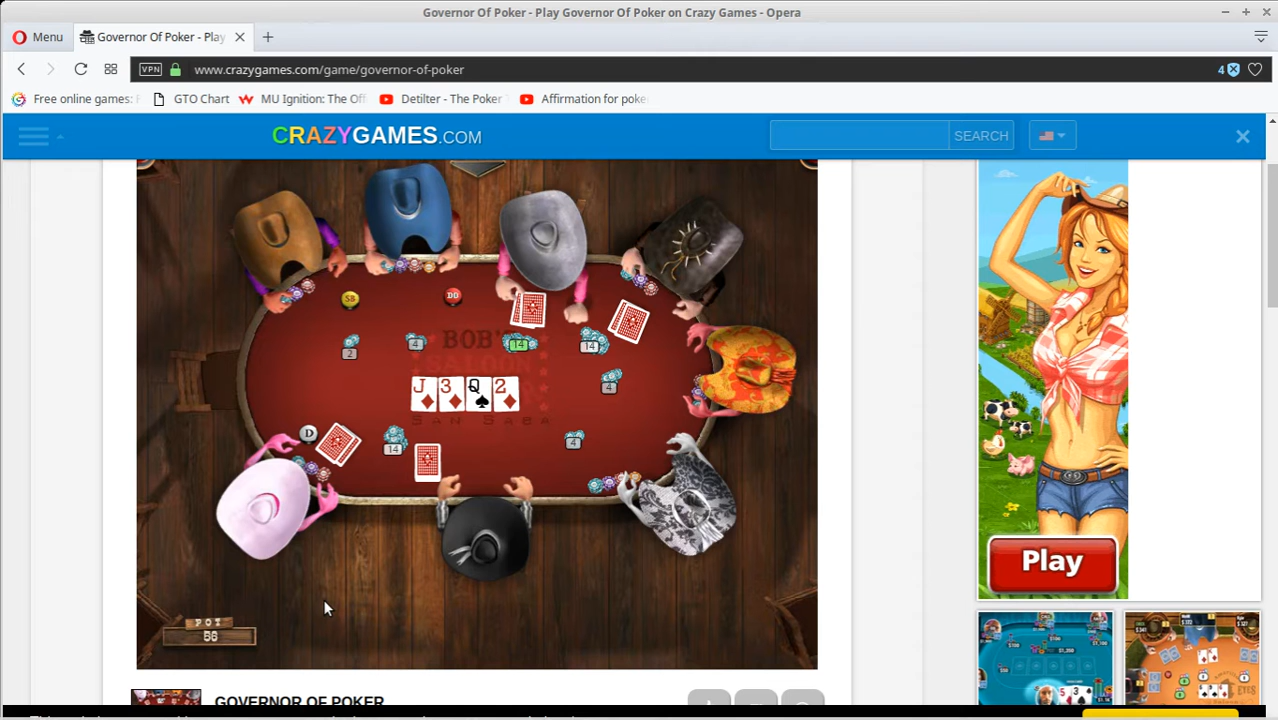 Governor Of Poker - Play Governor Of Poker on Crazy Games - Opera
Menu Governor Of Poker - Play
VPN www.crazygames.com/game/governor-of-poker 4
Free online games: GTO Chart MU Ignition: The Off Detilter - The Poker Affirmation for poke
CRAZYGAMES.COM SEARCH
SB DO
2 4 BOB'S 14 14
SALOON
4
J 3 Q 2
SAN SABA
D 14 4
POT
56
Play
GOVERNOR OF POKER